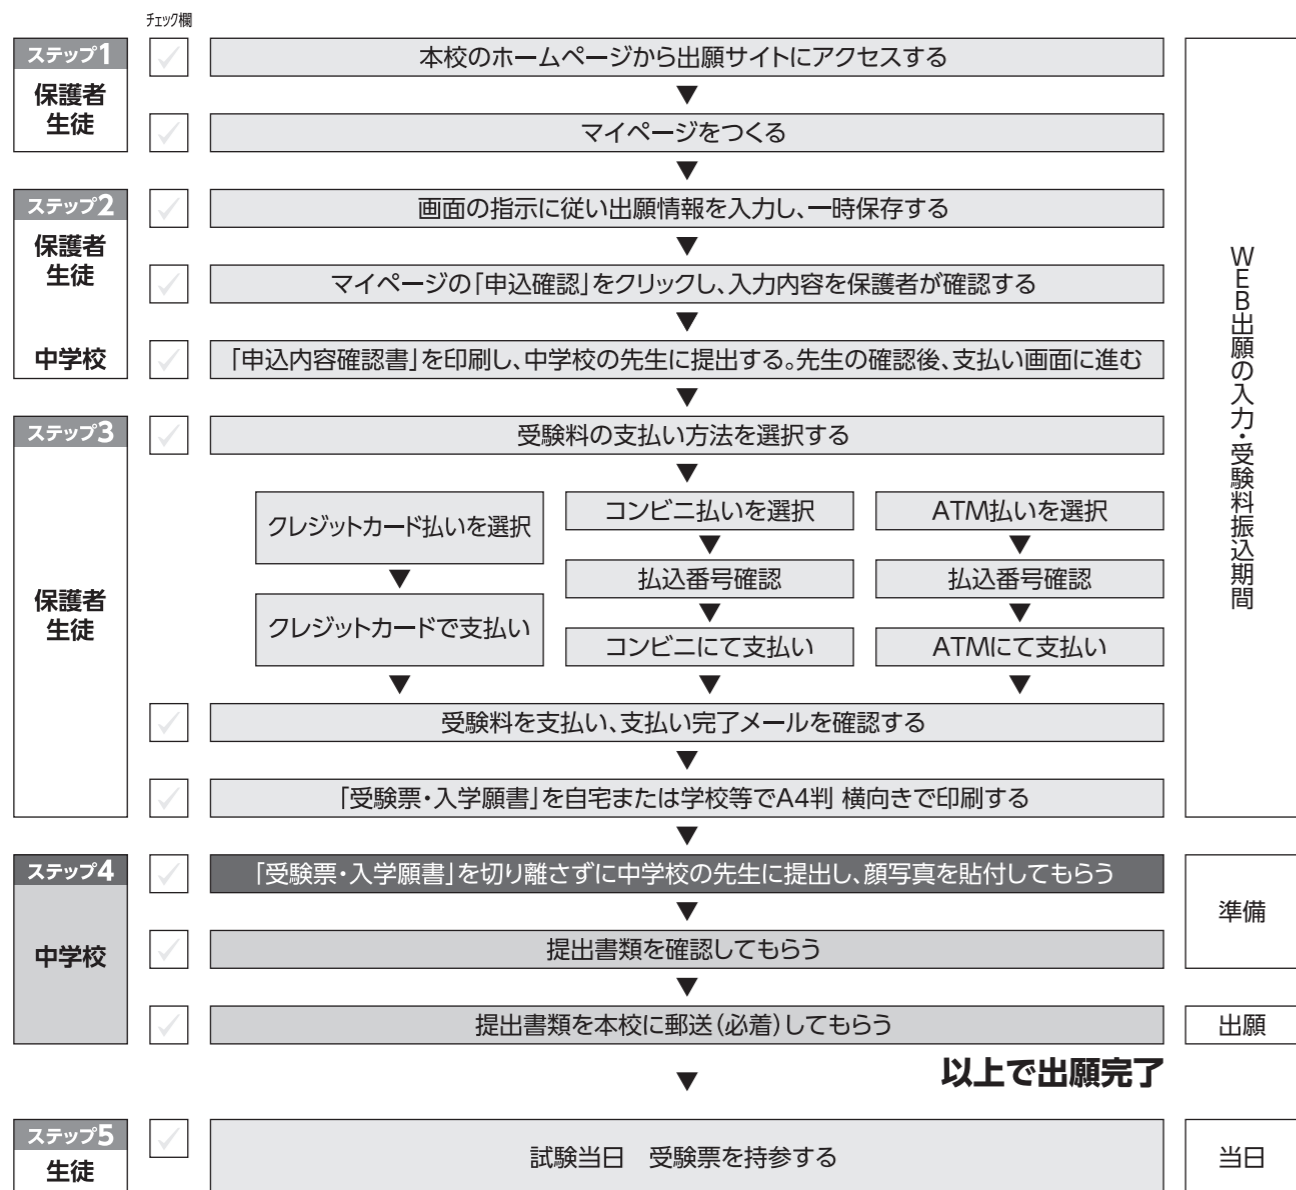 チェック欄
ステップ1
保護者
生徒
本校のホームページから出願サイトにアクセスする
マイページをつくる
ステップ2
保護者
生徒
中学校
画面の指示に従い出願情報を入力し、一時保存する
マイページの「申込確認」をクリックし、入力内容を保護者が確認する
「申込内容確認書」を印刷し、中学校の先生に提出する。先生の確認後、支払い画面に進む
ステップ3
保護者
生徒
受験料の支払い方法を選択する
クレジットカード払いを選択
クレジットカードで支払い
コンビニ払いを選択
払込番号確認
コンビニにて支払い
ATM払いを選択
払込番号確認
ATMにて支払い
受験料を支払い、支払い完了メールを確認する
「受験票・入学願書」を自宅または学校等でA4判 横向きで印刷する
WEB出願の入力・受験料振込期間
ステップ4
中学校
「受験票・入学願書」を切り離さずに中学校の先生に提出し、顔写真を貼付してもらう
提出書類を確認してもらう
準備
提出書類を本校に郵送(必着)してもらう
出願
以上で出願完了
ステップ5
生徒
試験当日 受験票を持参する
当日